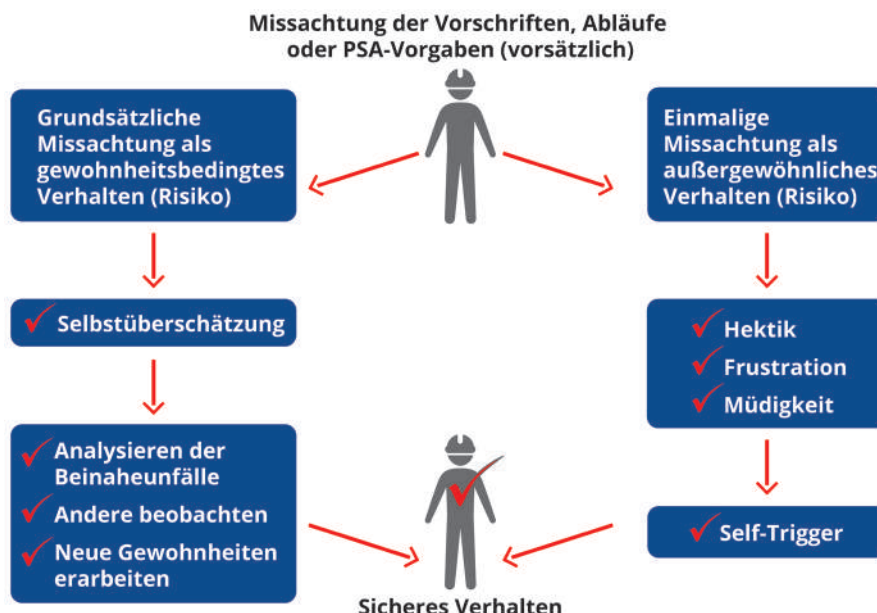 Missachtung der Vorschriften, Abläufe
oder PSA-Vorgaben (vorsätzlich)
Grundsätzliche
Missachtung als
gewohnheitsbedingtes
Verhalten (Risiko)
Einmalige
Missachtung als
außergewöhnliches
Verhalten (Risiko)
Selbstüberschätzung
Hektik
Frustration
Müdigkeit
Analysieren der
Beinaheunfälle
Andere beobachten
Neue Gewohnheiten
erarbeiten
Self-Trigger
Sicheres Verhalten